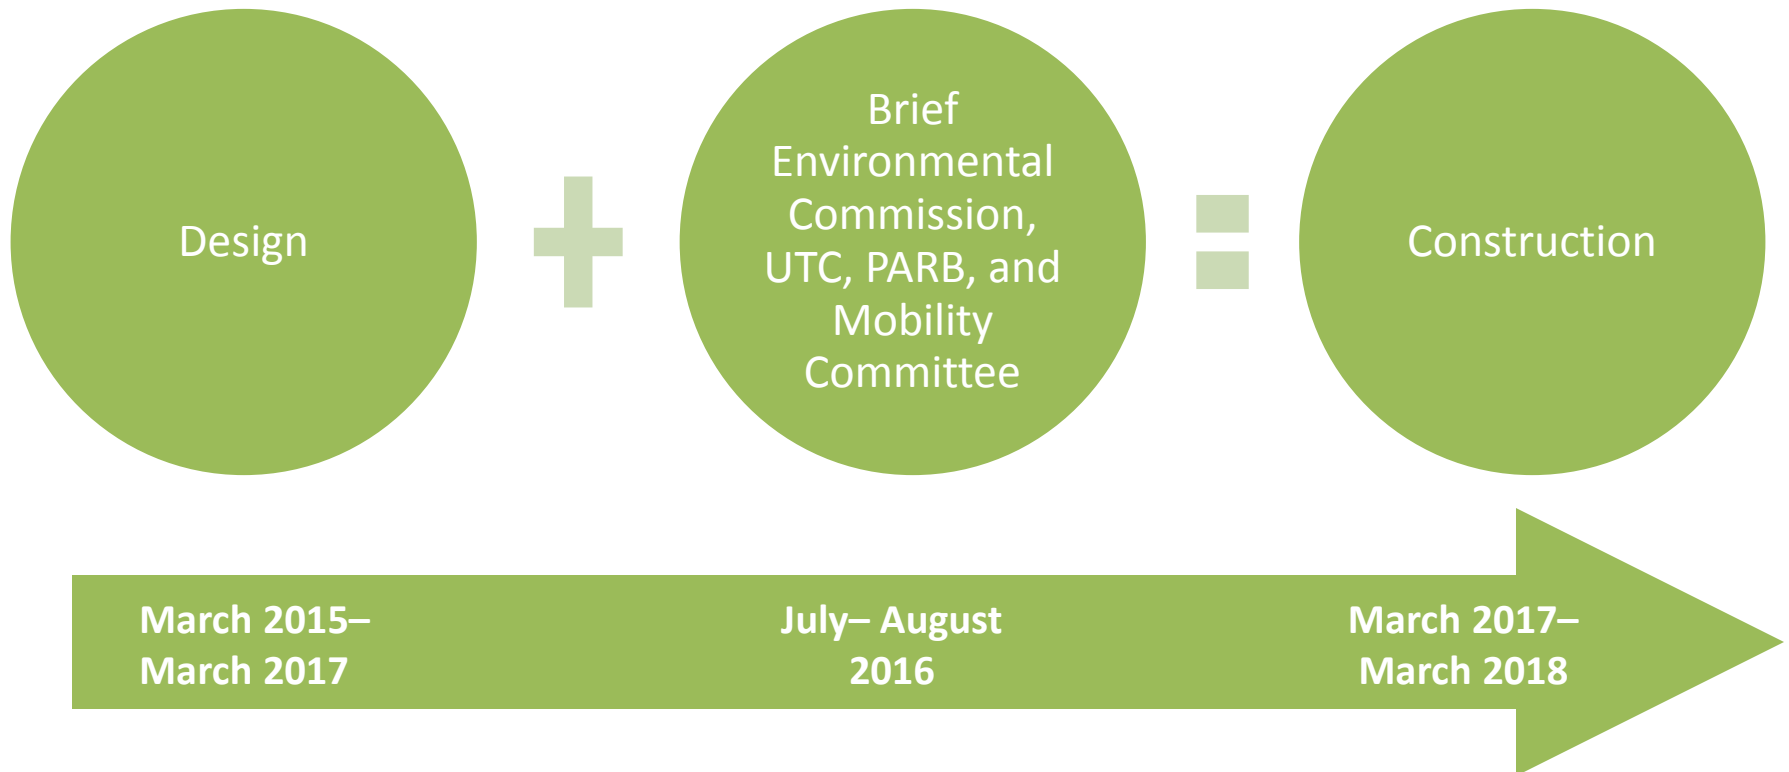 Design
Brief
Environmental
Commission,
UTC, PARB, and
Mobility
Committee
Construction
March 2015–
March 2017
July– August
2016
March 2017–
March 2018